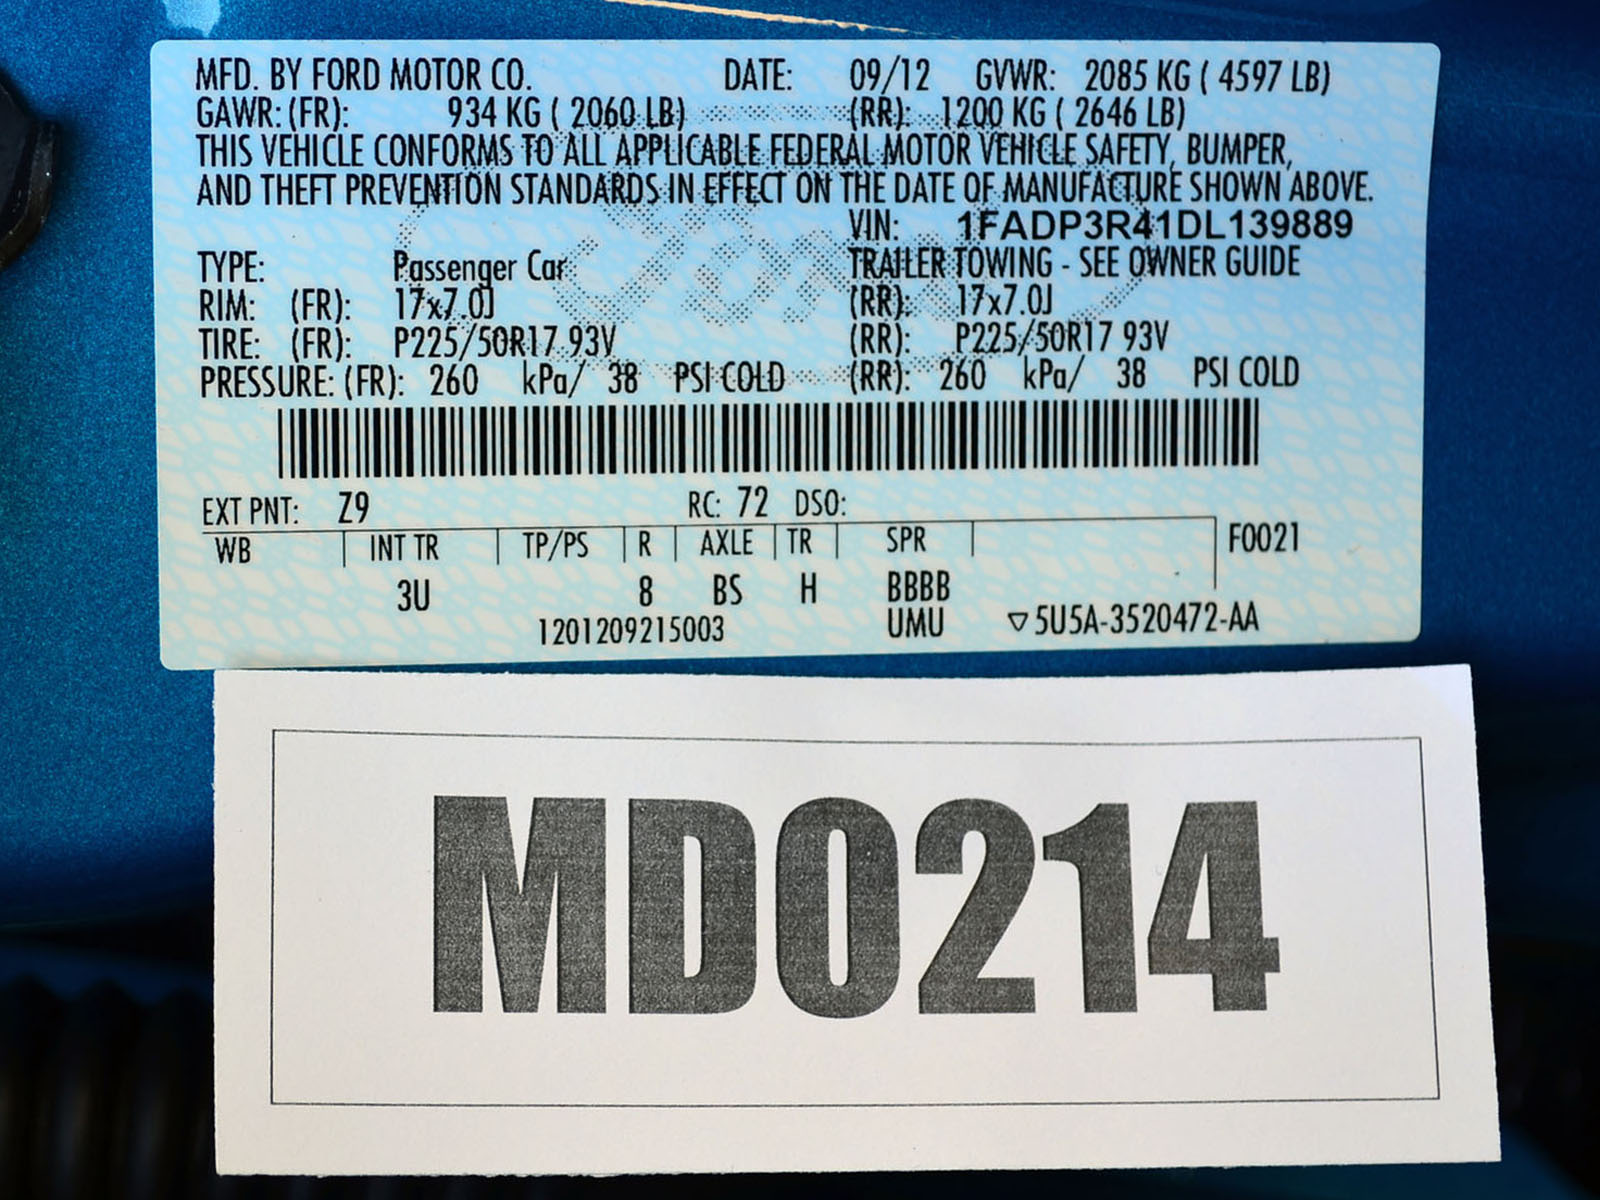 MFD. BY FORD MOTOR CO. DATE: 09/12 GVWR: 2085 KG ( 4597 LB)
GAWR: (FR): 934 KG ( 2060 LB) (RR): 1200 KG ( 2646 LB)
THIS VEHICLE CONFORMS TO ALL APPLICABLE FEDERAL MOTOR VEHICLE SAFETY, BUMPER,
AND THEFT PREVENTION STANDARDS IN EFFECT ON THE DATE OF MANUFACTURE SHOWN ABOVE.
VIN: 1FADP3R41DL139889
TYPE: Passenger Car TRAILER TOWING - SEE OWNER GUIDE
RIM: (FR): 17x7.0J (RR): 17x7.0J
TIRE: (FR): P225/50R17 93V (RR): P225/50R17 93V
PRESSURE: (FR): 260 kPa/ 38 PSI COLD (RR): 260 kPa/ 38 PSI COLD
EXT PNT: Z9 RC: 72 DSO:
WB INT TR TP/PS R AXLE TR SPR F0021
3U 8 BS H BBBB
1201209215003 UMU ▽5U5A-3520472-AA
MD0214